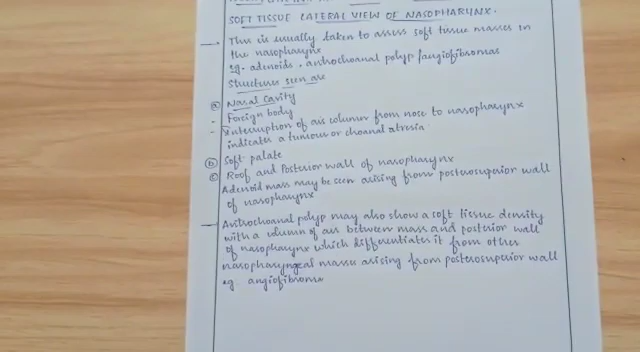 SOFT TISSUE LATERAL VIEW OF NASOPHARYNX.
This is usually taken to assess soft tissue masses in
the nasopharynx
eg. adenoids, antrochoanal polyp / angiofibromas
Structures seen are
(a) Nasal cavity
- Foreign body
- Interruption of air column from nose to nasopharynx
indicates a tumour or choanal atresia.
(b) Soft palate
(c) Roof and Posterior wall of nasopharynx
Adenoid mass may be seen arising from posterosuperior wall
of nasopharynx
Antrochoanal polyp may also show a soft tissue density
with a column of air between mass and posterior wall
of nasopharynx which differentiates it from other
nasopharyngeal masses arising from posterosuperior wall
eg angiofibroma